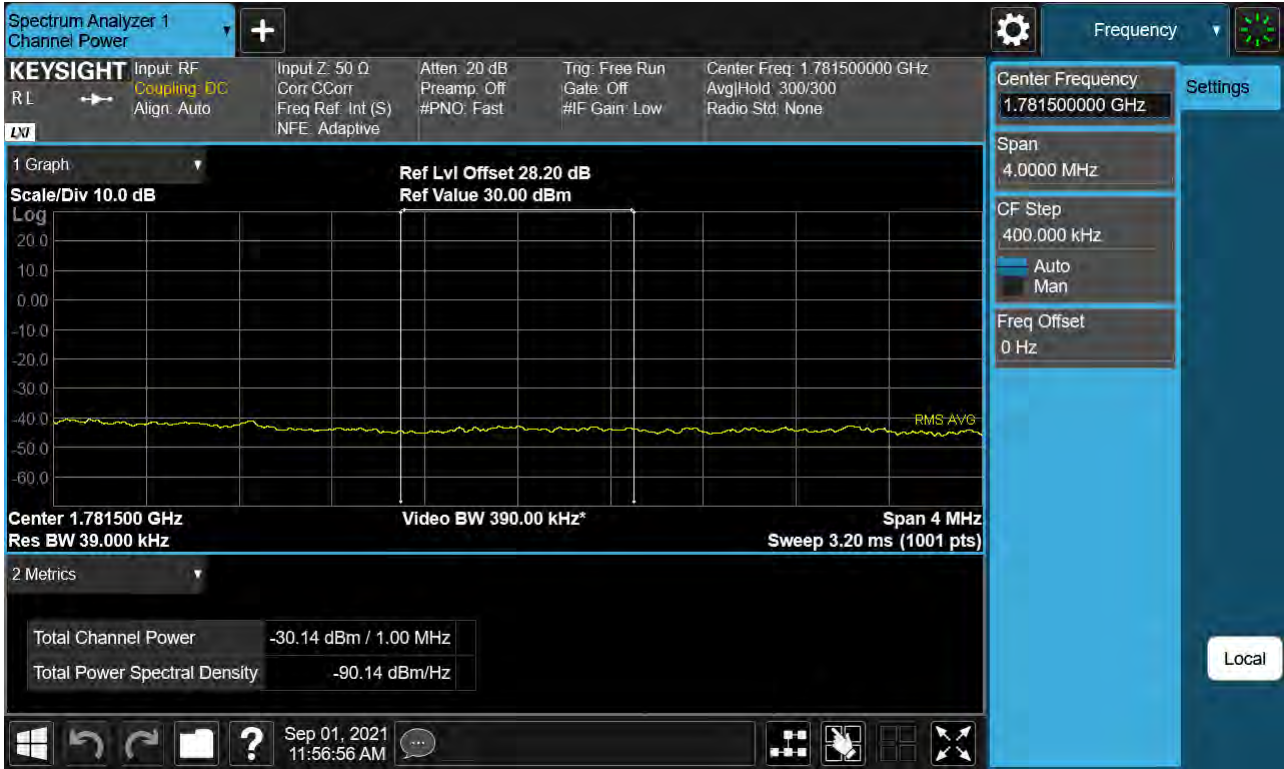 Spectrum Analyzer 1
Channel Power
+
Frequency
KEYSIGHT
RL
LXI
Input: RF
Coupling: DC
Align: Auto
Input Z: 50 Ω
Corr CCorr
Freq Ref: Int (S)
NFE: Adaptive
Atten: 20 dB
Preamp: Off
#PNO: Fast
Trig: Free Run
Gate: Off
#IF Gain: Low
Center Freq: 1.781500000 GHz
Avg|Hold: 300/300
Radio Std: None
1 Graph
Scale/Div 10.0 dB
Ref Lvl Offset 28.20 dB
Ref Value 30.00 dBm
Log
20.0
10.0
0.00
-10.0
-20.0
-30.0
-40.0
-50.0
-60.0
RMS AVG
Center 1.781500 GHz
Res BW 39.000 kHz
Video BW 390.00 kHz*
Span 4 MHz
Sweep 3.20 ms (1001 pts)
2 Metrics
Total Channel Power -30.14 dBm / 1.00 MHz
Total Power Spectral Density -90.14 dBm/Hz
?
Sep 01, 2021
11:56:56 AM
Center Frequency
1.781500000 GHz
Span
4.0000 MHz
CF Step
400.000 kHz
Auto
Man
Freq Offset
0 Hz
Settings
Local